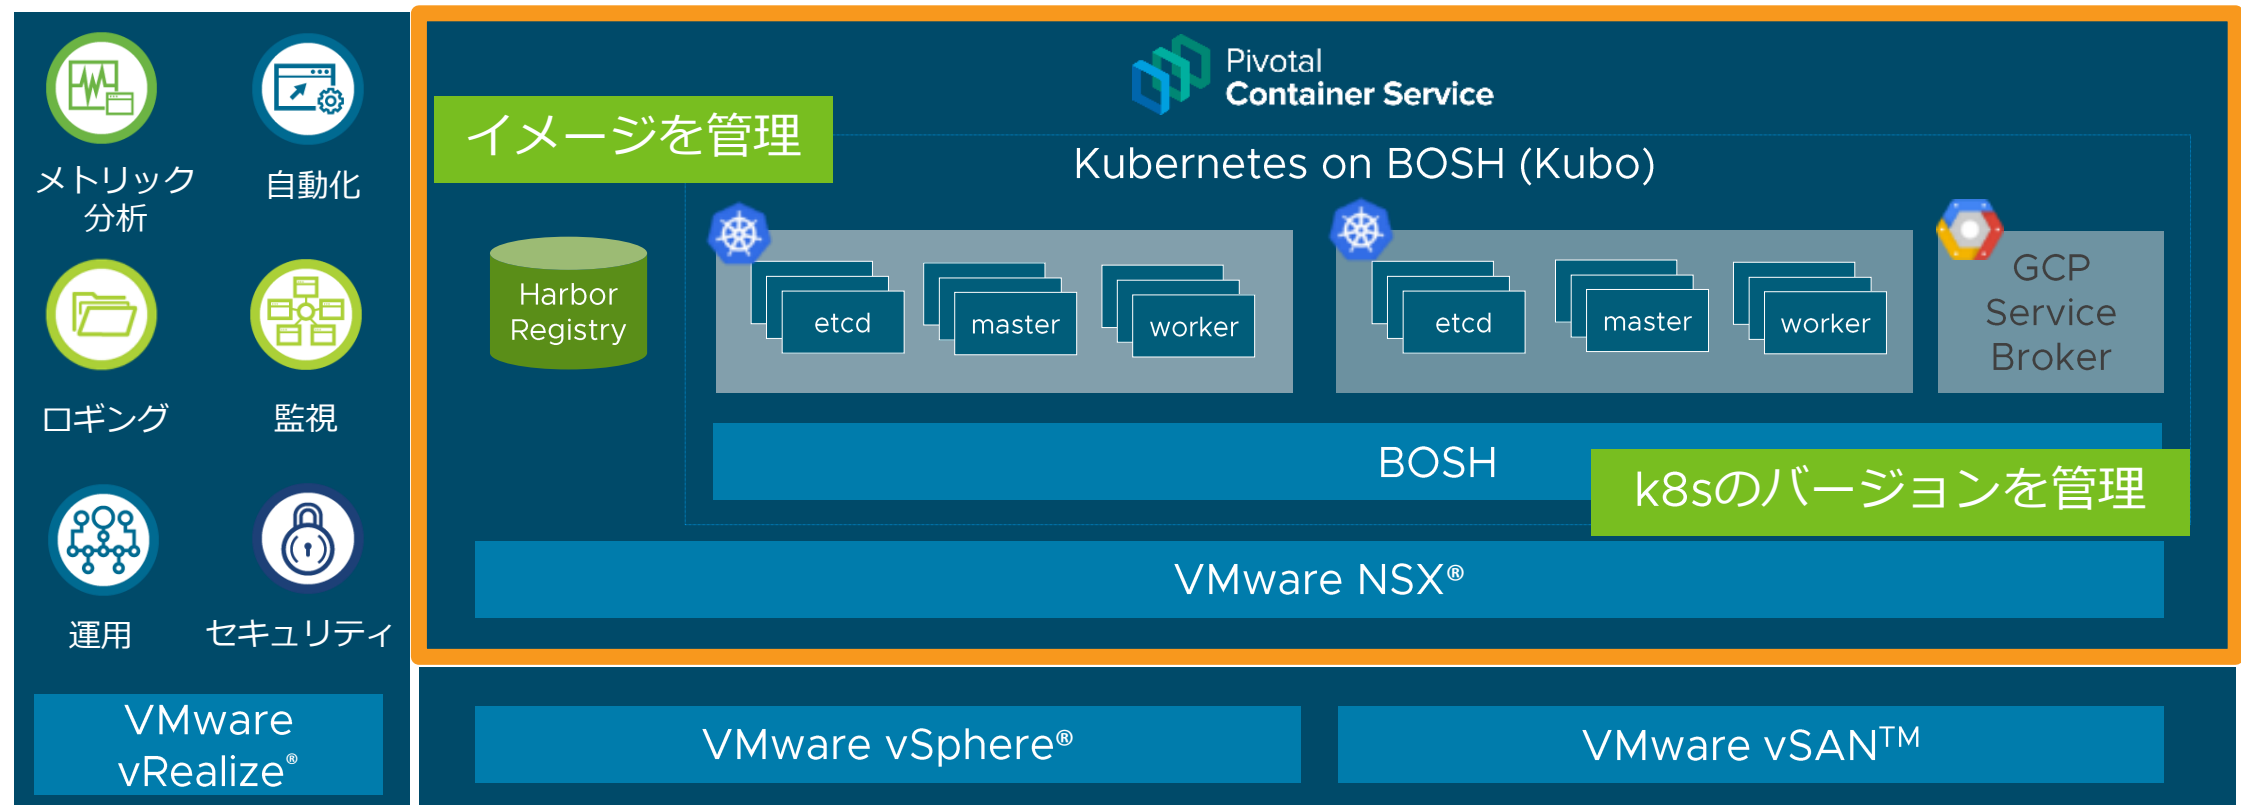 メトリック
分析
自動化
ロギング
監視
運用
セキュリティ
VMware
vRealize®
Pivotal
Container Service
イメージを管理
Kubernetes on BOSH (Kubo)
Harbor
Registry
etcd
master
worker
etcd
master
worker
GCP
Service
Broker
BOSH
k8sのバージョンを管理
VMware NSX®
VMware vSphere®
VMware vSAN™